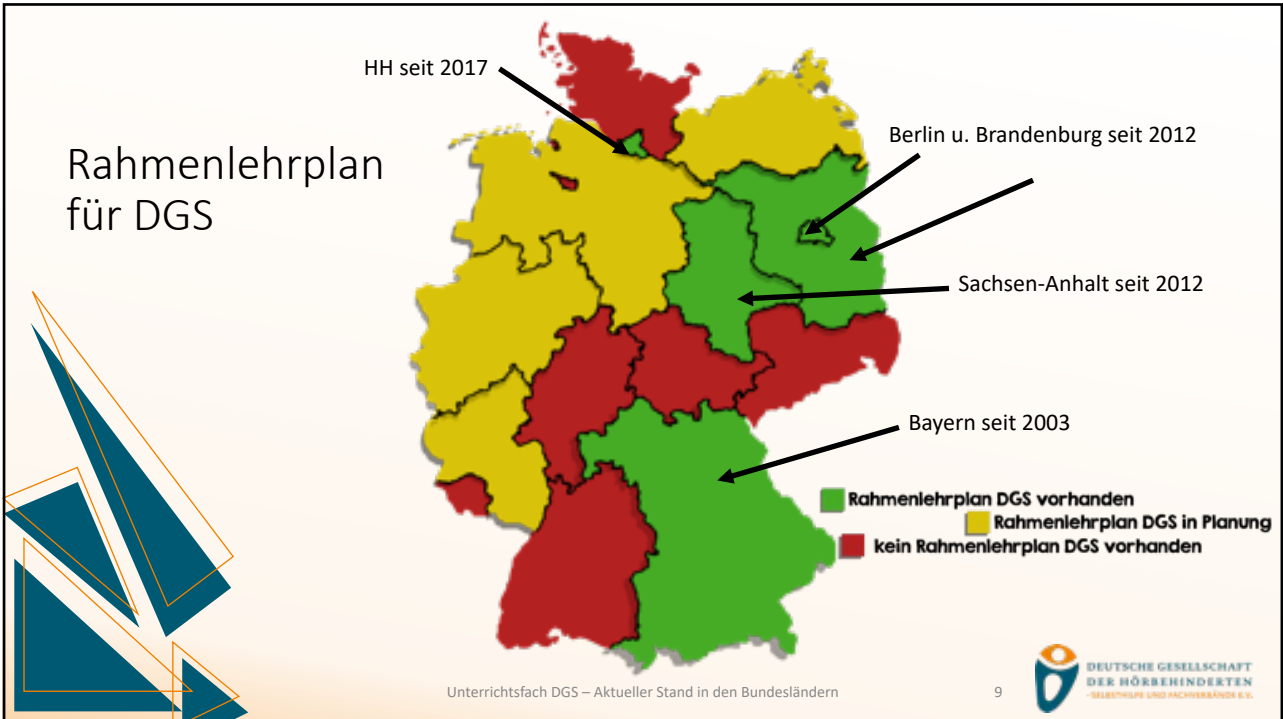 Rahmenlehrplan
für DGS
HH seit 2017
Berlin u. Brandenburg seit 2012
Sachsen-Anhalt seit 2012
Bayern seit 2003
Rahmenlehrplan DGS vorhanden
Rahmenlehrplan DGS in Planung
kein Rahmenlehrplan DGS vorhanden
Unterrichtsfach DGS – Aktueller Stand in den Bundesländern
9
DEUTSCHE GESELLSCHAFT
DER HÖRBEHINDERTEN
- SELBSTHILFE UND FACHVERBÄNDE E.V.